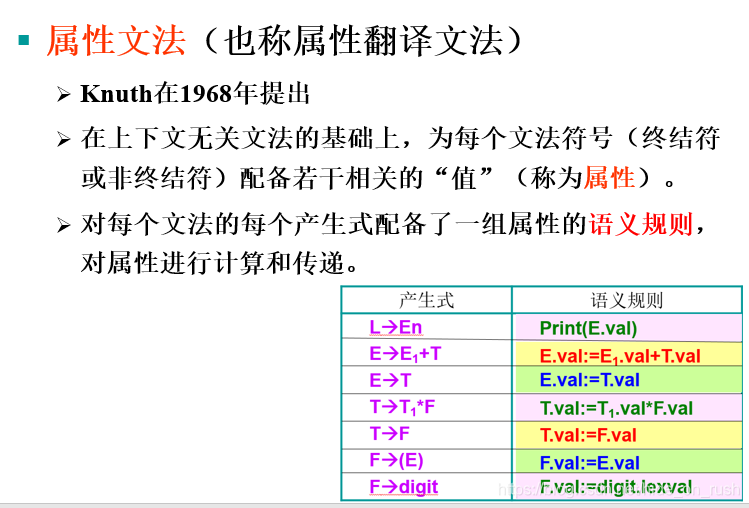 属性文法（也称属性翻译文法）
Knuth在1968年提出
在上下文无关文法的基础上，为每个文法符号（终结符
或非终结符）配备若干相关的“值”（称为属性）。
对每个文法的每个产生式配备了一组属性的语义规则，
对属性进行计算和传递。
产生式 语义规则
L→En Print(E.val)
E→E₁+T E.val:=E₁.val+T.val
E→T E.val:=T.val
T→T₁*F T.val:=T₁.val*F.val
T→F T.val:=F.val
F→(E) F.val:=E.val
F→digit F.val:=digit.lexval